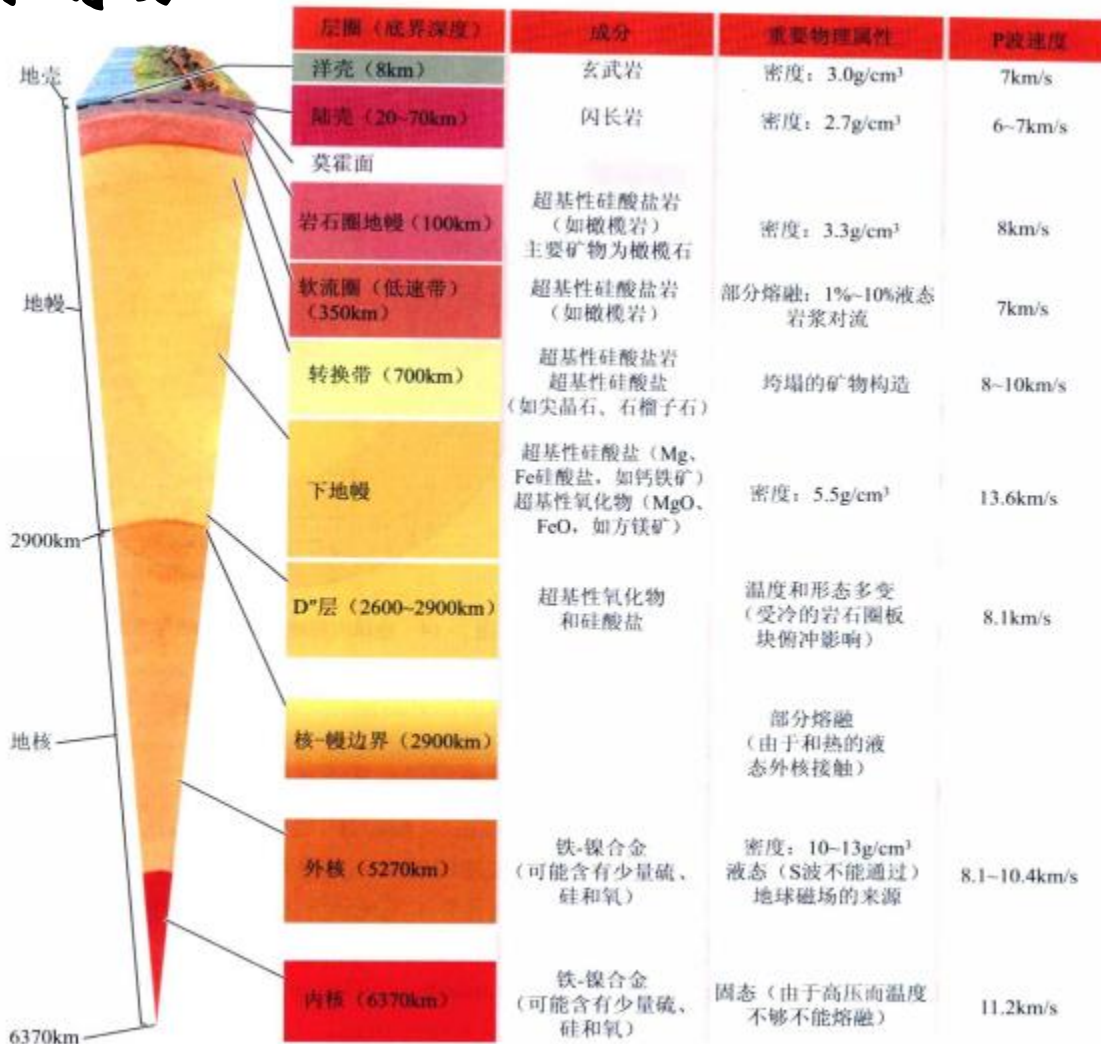 层圈（底界深度） 成分 重要物理属性 P波速度
地壳
洋壳（8km） 玄武岩 密度：3.0g/cm³ 7km/s
陆壳（20~70km） 闪长岩 密度：2.7g/cm³ 6~7km/s
莫霍面
地幔
岩石圈地幔（100km） 超基性硅酸盐岩
（如橄榄岩）
主要矿物为橄榄石
密度：3.3g/cm³ 8km/s
软流圈（低速带）
（350km）
超基性硅酸盐岩
（如橄榄岩）
部分熔融：1%~10%液态
岩浆对流
7km/s
转换带（700km） 超基性硅酸盐岩
超基性硅酸盐
（如尖晶石、石榴子石）
垮塌的矿物构造 8~10km/s
下地幔 超基性硅酸盐（Mg、
Fe硅酸盐，如钙铁矿）
超基性氧化物（MgO、
FeO，如方镁矿）
密度：5.5g/cm³ 13.6km/s
2900km
D"层（2600~2900km） 超基性氧化物
和硅酸盐
温度和形态多变
（受冷的岩石圈板
块俯冲影响）
8.1km/s
地核
核-幔边界（2900km） 部分熔融
（由于和热的液
态外核接触）
外核（5270km） 铁-镍合金
（可能含有少量硫、
硅和氧）
密度：10~13g/cm³
液态（S波不能通过）
地球磁场的来源
8.1~10.4km/s
内核（6370km） 铁-镍合金
（可能含有少量硫、
硅和氧）
固态（由于高压而温度
不够不能熔融）
11.2km/s
6370km